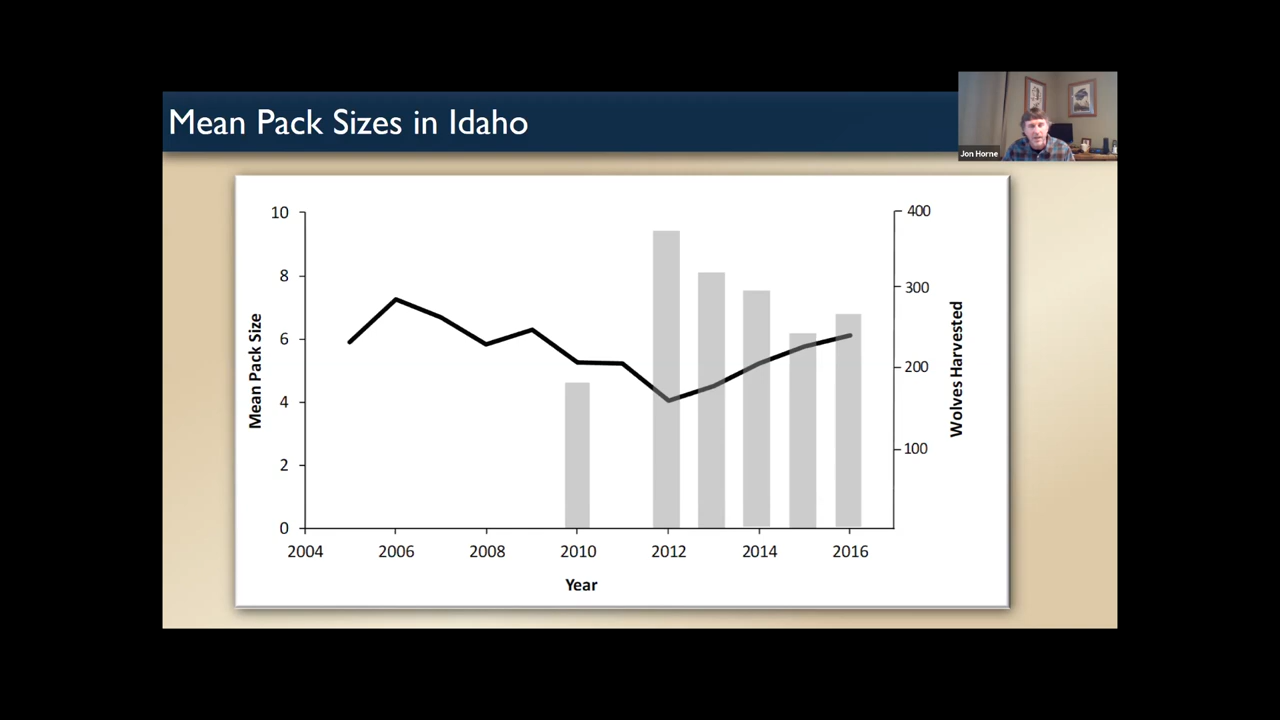 Mean Pack Sizes in Idaho
Jon Horne
10
8
6
4
2
0
Mean Pack Size
400
300
200
100
Wolves Harvested
2004 2006 2008 2010 2012 2014 2016
Year